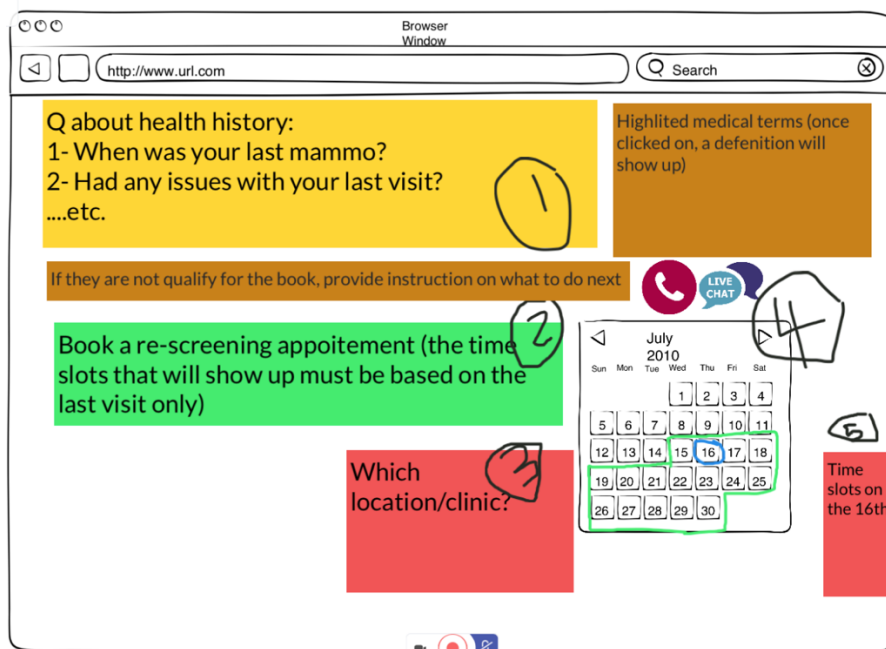 Browser
Window
http://www.url.com
Search
Q about health history:
1- When was your last mammo?
2- Had any issues with your last visit?
....etc.
1
Highlited medical terms (once
clicked on, a defenition will
show up)
If they are not qualify for the book, provide instruction on what to do next
LIVE
CHAT
2
Book a re-screening appoitement (the time
slots that will show up must be based on the
last visit only)
4
July
2010
Sun Mon Tue Wed Thu Fri Sat
1 2 3 4
5 6 7 8 9 10 11
12 13 14 15 16 17 18
19 20 21 22 23 24 25
26 27 28 29 30
3
Which
location/clinic?
5
Time
slots on
the 16th